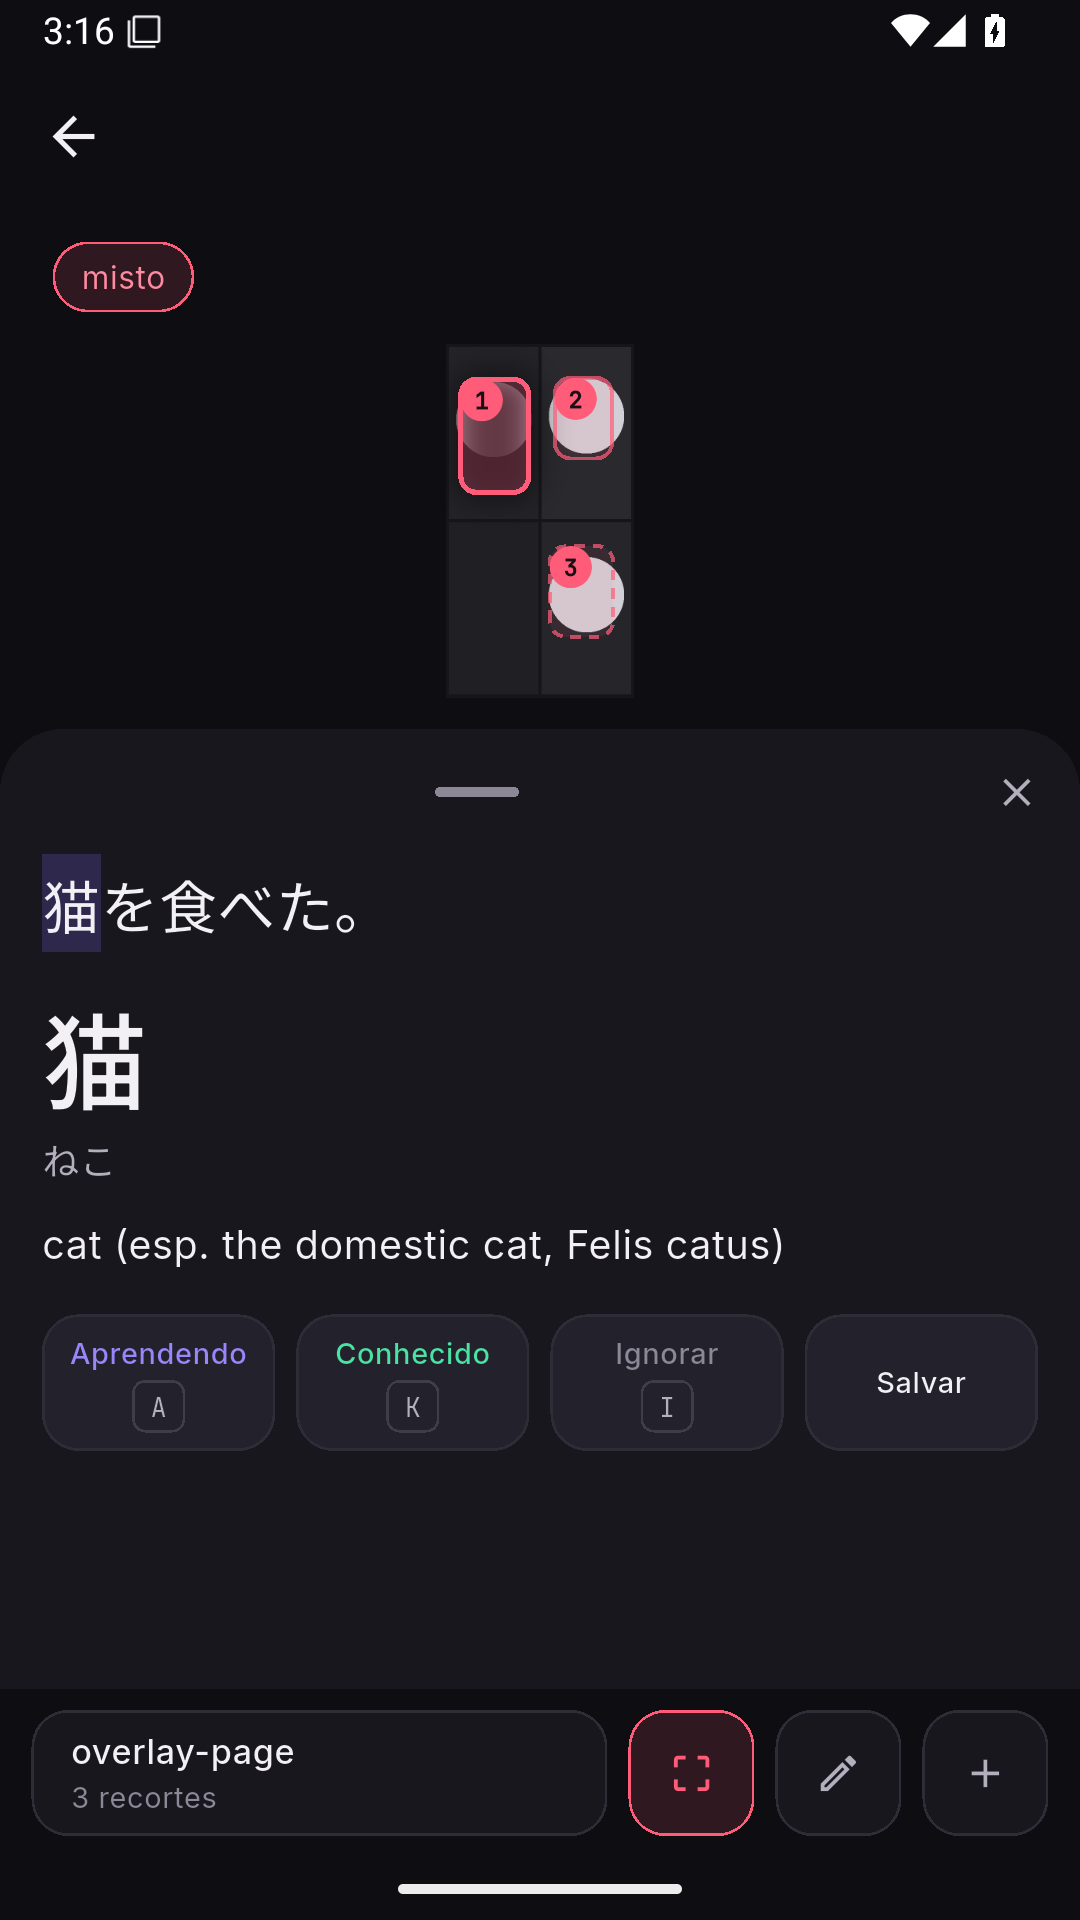 3:16
misto
1
2
3
猫を食べた。
猫
ねこ
cat (esp. the domestic cat, Felis catus)
Aprendendo
A
Conhecido
K
Ignorar
I
Salvar
overlay-page
3 recortes